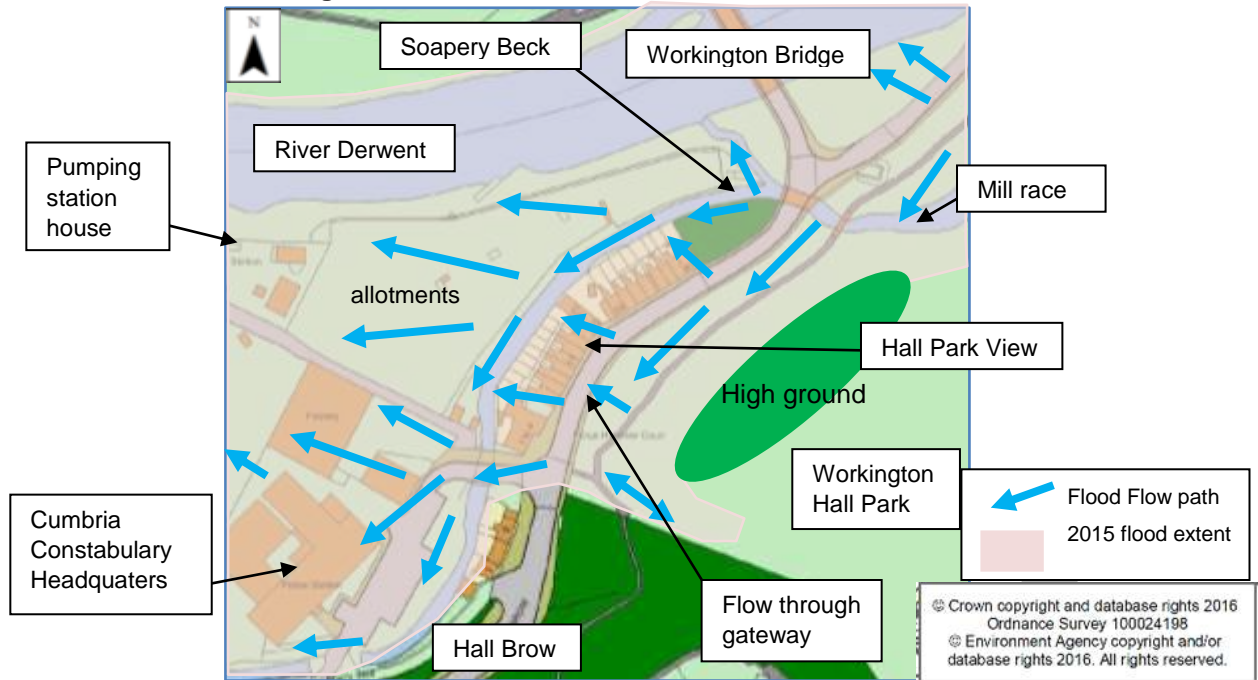 N
Soapery Beck
Workington Bridge
River Derwent
Pumping
station
house
Mill race
allotments
Hall Park View
High ground
Workington
Hall Park
Flood Flow path
2015 flood extent
Cumbria
Constabulary
Headquaters
Flow through
gateway
Hall Brow
© Crown copyright and database rights 2016
Ordnance Survey 100024198
© Environment Agency copyright and/or
database rights 2016. All rights reserved.